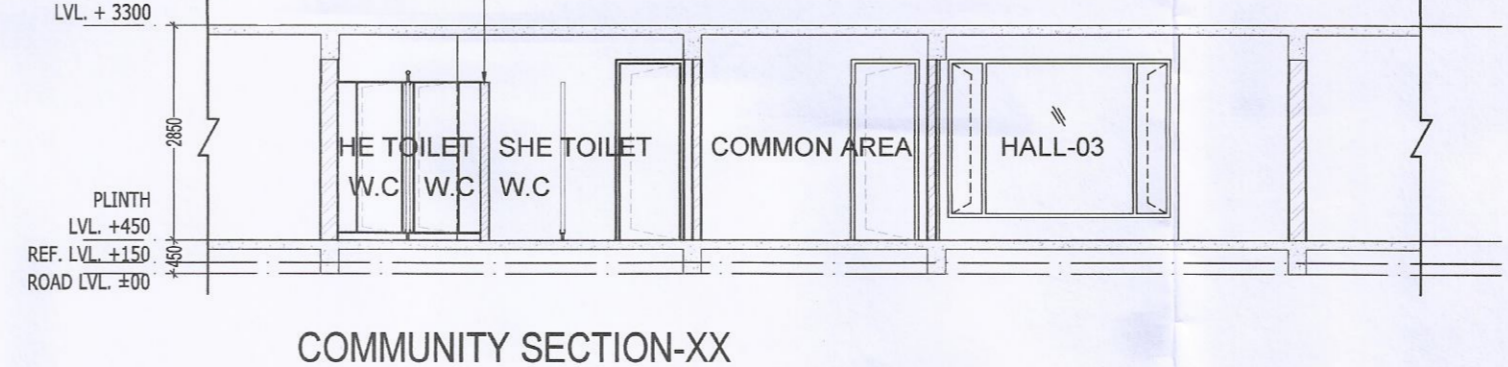 LVL. + 3300
2850
HE TOILET SHE TOILET COMMON AREA HALL-03
W.C W.C W.C
PLINTH
LVL. +450
REF. LVL. +150
450
ROAD LVL. ±00
COMMUNITY SECTION-XX